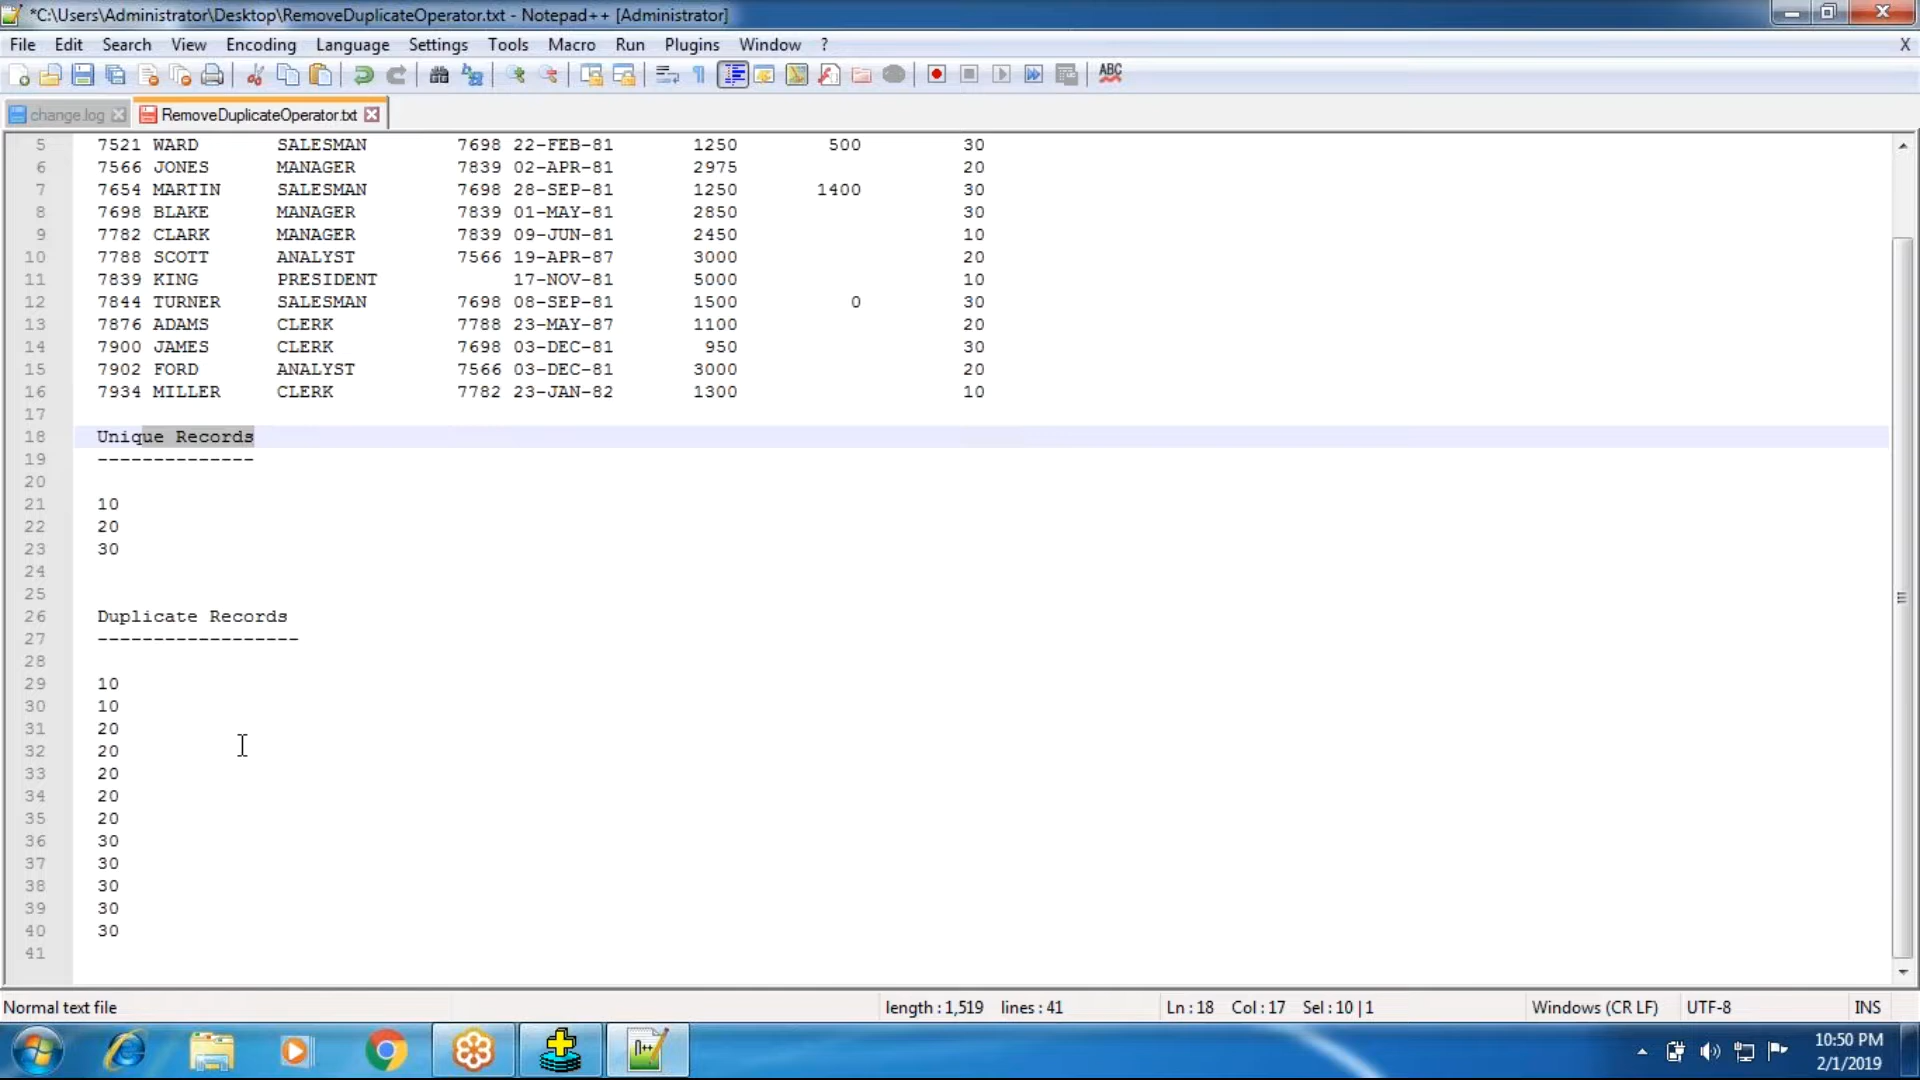 *C:\Users\Administrator\Desktop\RemoveDuplicateOperator.txt - Notepad++ [Administrator]
File Edit Search View Encoding Language Settings Tools Macro Run Plugins Window ? X
ABC
change.log RemoveDuplicateOperator.txt
5 7521 WARD SALESMAN 7698 22-FEB-81 1250 500 30
6 7566 JONES MANAGER 7839 02-APR-81 2975 20
7 7654 MARTIN SALESMAN 7698 28-SEP-81 1250 1400 30
8 7698 BLAKE MANAGER 7839 01-MAY-81 2850 30
9 7782 CLARK MANAGER 7839 09-JUN-81 2450 10
10 7788 SCOTT ANALYST 7566 19-APR-87 3000 20
11 7839 KING PRESIDENT 17-NOV-81 5000 10
12 7844 TURNER SALESMAN 7698 08-SEP-81 1500 0 30
13 7876 ADAMS CLERK 7788 23-MAY-87 1100 20
14 7900 JAMES CLERK 7698 03-DEC-81 950 30
15 7902 FORD ANALYST 7566 03-DEC-81 3000 20
16 7934 MILLER CLERK 7782 23-JAN-82 1300 10
17
18 Unique Records
19 --------------
20
21 10
22 20
23 30
24
25
26 Duplicate Records
27 ------------------
28
29 10
30 10
31 20
32 20
33 20
34 20
35 20
36 30
37 30
38 30
39 30
40 30
41
Normal text file length : 1,519 lines : 41 Ln : 18 Col : 17 Sel : 10 | 1 Windows (CR LF) UTF-8 INS
10:50 PM
2/1/2019